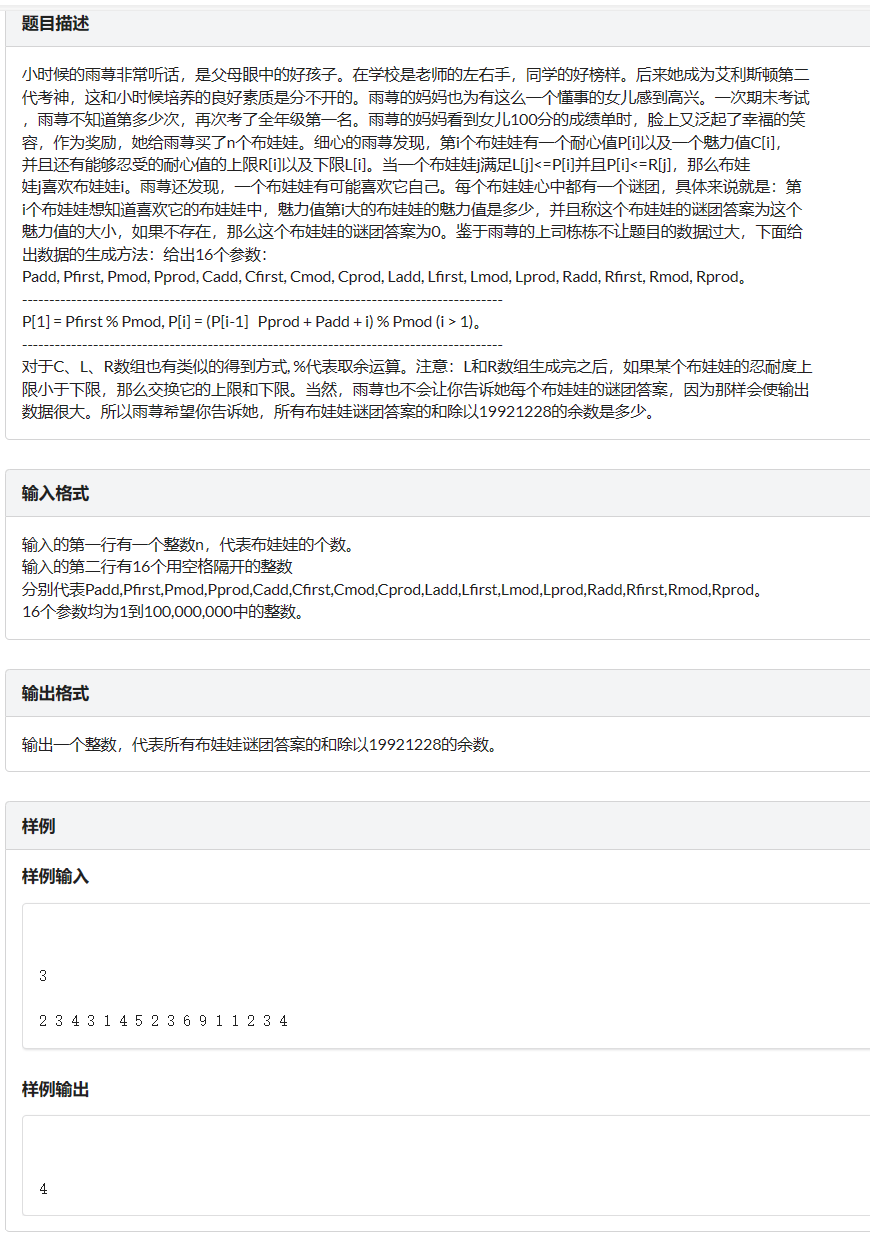 题目描述
小时候的雨荨非常听话，是父母眼中的好孩子。在学校是老师的左右手，同学的好榜样。后来她成为艾利斯顿第二
代考神，这和小时候培养的良好素质是分不开的。雨荨的妈妈也为有这么一个懂事的女儿感到高兴。一次期末考试
，雨荨不知道第多少次，再次考了全年级第一名。雨荨的妈妈看到女儿100分的成绩单时，脸上又泛起了幸福的笑
容，作为奖励，她给雨荨买了n个布娃娃。细心的雨荨发现，第i个布娃娃有一个耐心值P[i]以及一个魅力值C[i]，
并且还有能够忍受的耐心值的上限R[i]以及下限L[i]。当一个布娃娃j满足L[j]<=P[i]并且P[i]<=R[j]，那么布娃
娃j喜欢布娃娃i。雨荨还发现，一个布娃娃有可能喜欢它自己。每个布娃娃心中都有一个谜团，具体来说就是：第
i个布娃娃想知道喜欢它的布娃娃中，魅力值第i大的布娃娃的魅力值是多少，并且称这个布娃娃的谜团答案为这个
魅力值的大小，如果不存在，那么这个布娃娃的谜团答案为0。鉴于雨荨的上司栋栋不让题目的数据过大，下面给
出数据的生成方法：给出16个参数：
Padd, Pfirst, Pmod, Pprod, Cadd, Cfirst, Cmod, Cprod, Ladd, Lfirst, Lmod, Lprod, Radd, Rfirst, Rmod, Rprod。
------------------------------------------------------------------------------------------
P[1] = Pfirst % Pmod, P[i] = (P[i-1]  Pprod + Padd + i) % Pmod (i > 1)。
------------------------------------------------------------------------------------------
对于C、L、R数组也有类似的得到方式, %代表取余运算。注意：L和R数组生成完之后，如果某个布娃娃的忍耐度上
限小于下限，那么交换它的上限和下限。当然，雨荨也不会让你告诉她每个布娃娃的谜团答案，因为那样会使输出
数据很大。所以雨荨希望你告诉她，所有布娃娃谜团答案的和除以19921228的余数是多少。
输入格式
输入的第一行有一个整数n，代表布娃娃的个数。
输入的第二行有16个用空格隔开的整数
分别代表Padd,Pfirst,Pmod,Pprod,Cadd,Cfirst,Cmod,Cprod,Ladd,Lfirst,Lmod,Lprod,Radd,Rfirst,Rmod,Rprod。
16个参数均为1到100,000,000中的整数。
输出格式
输出一个整数，代表所有布娃娃谜团答案的和除以19921228的余数。
样例
样例输入
3
2 3 4 3 1 4 5 2 3 6 9 1 1 2 3 4
样例输出
4